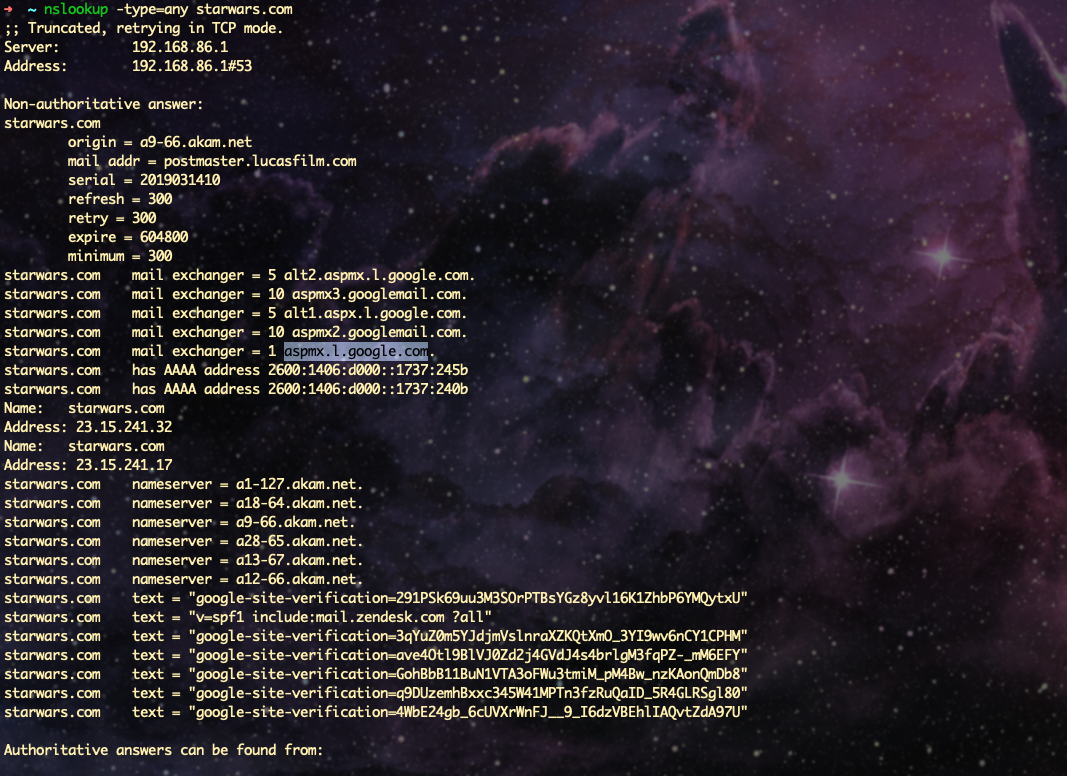 → ~ nslookup -type=any starwars.com
;; Truncated, retrying in TCP mode.
Server: 192.168.86.1
Address: 192.168.86.1#53
Non-authoritative answer:
starwars.com
origin = a9-66.akam.net
mail addr = postmaster.lucasfilm.com
serial = 2019031410
refresh = 300
retry = 300
expire = 604800
minimum = 300
starwars.com mail exchanger = 5 alt2.aspmx.l.google.com.
starwars.com mail exchanger = 10 aspmx3.googlemail.com.
starwars.com mail exchanger = 5 alt1.aspx.l.google.com.
starwars.com mail exchanger = 10 aspmx2.googlemail.com.
starwars.com mail exchanger = 1 aspmx.l.google.com.
starwars.com has AAAA address 2600:1406:d000::1737:245b
starwars.com has AAAA address 2600:1406:d000::1737:240b
Name: starwars.com
Address: 23.15.241.32
Name: starwars.com
Address: 23.15.241.17
starwars.com nameserver = a1-127.akam.net.
starwars.com nameserver = a18-64.akam.net.
starwars.com nameserver = a9-66.akam.net.
starwars.com nameserver = a28-65.akam.net.
starwars.com nameserver = a13-67.akam.net.
starwars.com nameserver = a12-66.akam.net.
starwars.com text = "google-site-verification=291PSk69uu3M3SOrPTBsYGz8yvl16K1ZhbP6YMQytxU"
starwars.com text = "v=spf1 include:mail.zendesk.com ?all"
starwars.com text = "google-site-verification=3qYuZ0m5YJdjmVslnraXZKQtXmO_3YI9wv6nCY1CPHM"
starwars.com text = "google-site-verification=ave4Otl9BlVJ0Zd2j4GVdJ4s4brlgM3fqPZ-_mM6EFY"
starwars.com text = "google-site-verification=GohBbB11BuN1VTA3oFWu3tmiM_pM4Bw_nzKAonQmDb8"
starwars.com text = "google-site-verification=q9DUzemhBxxc345W41MPTn3fzRuQaID_5R4GLRSgl80"
starwars.com text = "google-site-verification=4WbE24gb_6cUVXrWnFJ__9_I6dzVBEhlIAQvtZdA97U"
Authoritative answers can be found from: